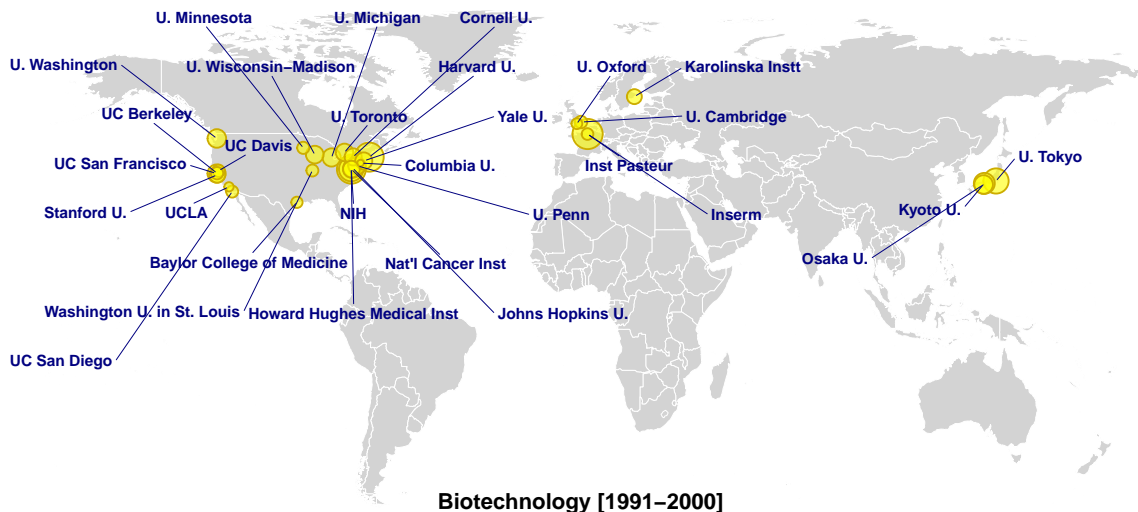 U. Minnesota
U. Michigan
Cornell U.
U. Washington
U. Wisconsin−Madison
Harvard U.
U. Oxford
Karolinska Instt
UC Berkeley
U. Toronto
Yale U.
U. Cambridge
UC Davis
UC San Francisco
Columbia U.
Inst Pasteur
U. Tokyo
Stanford U.
UCLA
NIH
U. Penn
Inserm
Kyoto U.
Baylor College of Medicine
Nat'l Cancer Inst
Osaka U.
Washington U. in St. Louis
Howard Hughes Medical Inst
Johns Hopkins U.
UC San Diego
Biotechnology [1991−2000]